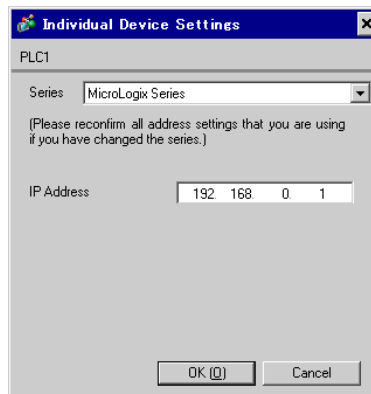 Individual Device Settings
PLC1
Series MicroLogix Series
(Please reconfirm all address settings that you are using
if you have changed the series.)
IP Address 192. 168. 0. 1
OK (O) Cancel